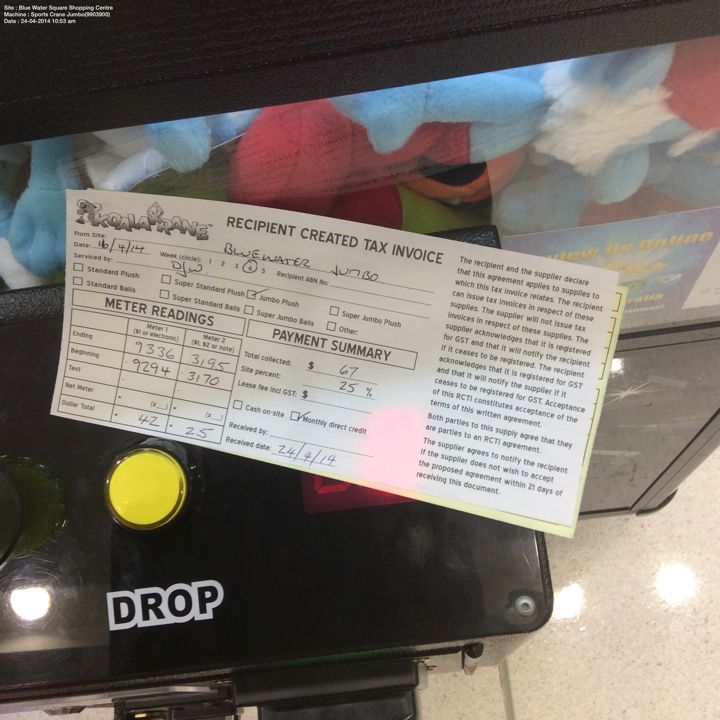 Site : Blue Water Square Shopping Centre
Machine : Sports Crane Jumbo(9903900)
Date : 24-04-2014 10:53 am
KOALA CRANE™
RECIPIENT CREATED TAX INVOICE
From Site: BLUEWATER JUMBO
Date: 16/4/14 Week (circle): 1 2 3 4 5 Recipient ABN No:
Serviced by: D/W
Standard Plush Super Standard Plush Jumbo Plush Super Jumbo Plush
Standard Balls Super Standard Balls Super Jumbo Balls Other:
METER READINGS
Meter 1 ($1 or electronic) Meter 2 ($1, $2 or note)
Ending 9336 3195
Beginning 9294 3170
Test - -
Net Meter
Dollar Total 42 25
PAYMENT SUMMARY
Total collected: $ 67
Site percent: 25 %
Lease fee incl GST: $
Cash on-site Monthly direct credit
Received by:
Received date: 24/4/14
The recipient and the supplier declare
that this agreement applies to supplies to
which this tax invoice relates. The recipient
can issue tax invoices in respect of these
supplies. The supplier will not issue tax
invoices in respect of these supplies. The
supplier acknowledges that it is registered
for GST and that it will notify the recipient
if it ceases to be registered. The recipient
acknowledges that it is registered for GST
and that it will notify the supplier if it
ceases to be registered for GST. Acceptance
of this RCTI constitutes acceptance of the
terms of this written agreement.
Both parties to this supply agree that they
are parties to an RCTI agreement.
The supplier agrees to notify the recipient
if the supplier does not wish to accept
the proposed agreement within 21 days of
receiving this document.
Us Online
DROP